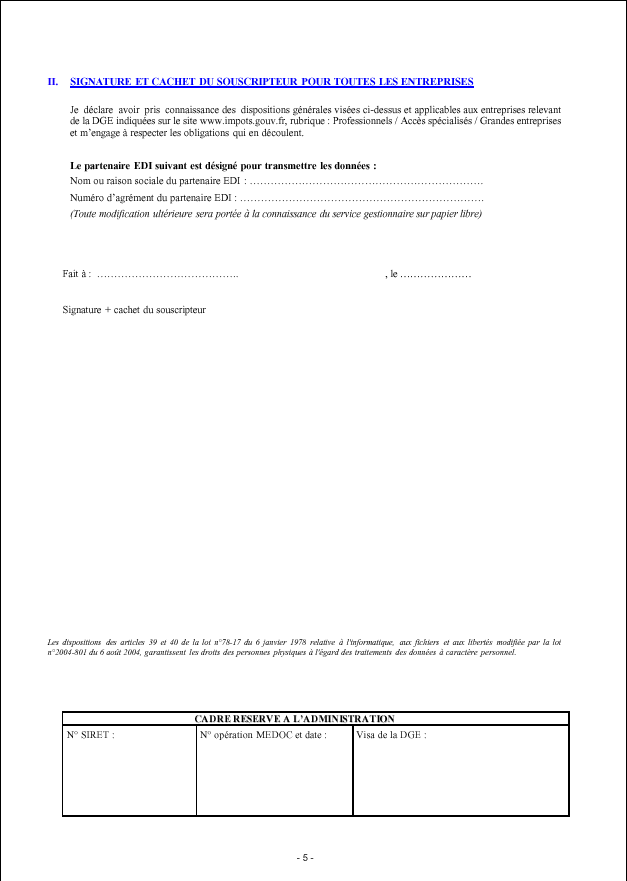 II. SIGNATURE ET CACHET DU SOUSCRIPTEUR POUR TOUTES LES ENTREPRISES
Je déclare avoir pris connaissance des dispositions générales visées ci-dessus et applicables aux entreprises relevant
de la DGE indiquées sur le site www.impots.gouv.fr, rubrique : Professionnels / Accès spécialisés / Grandes entreprises
et m'engage à respecter les obligations qui en découlent.
Le partenaire EDI suivant est désigné pour transmettre les données :
Nom ou raison sociale du partenaire EDI : ……………………………………………………………
Numéro d'agrément du partenaire EDI : ………………………………………………………………
(Toute modification ultérieure sera portée à la connaissance du service gestionnaire sur papier libre)
Fait à : ………………………………….. , le …………………
Signature + cachet du souscripteur
Les dispositions des articles 39 et 40 de la loi n°78-17 du 6 janvier 1978 relative à l'informatique, aux fichiers et aux libertés modifiée par la loi
n°2004-801 du 6 août 2004, garantissent les droits des personnes physiques à l'égard des traitements des données à caractère personnel.
CADRE RESERVE A L'ADMINISTRATION
N° SIRET : N° opération MEDOC et date : Visa de la DGE :
- 5 -